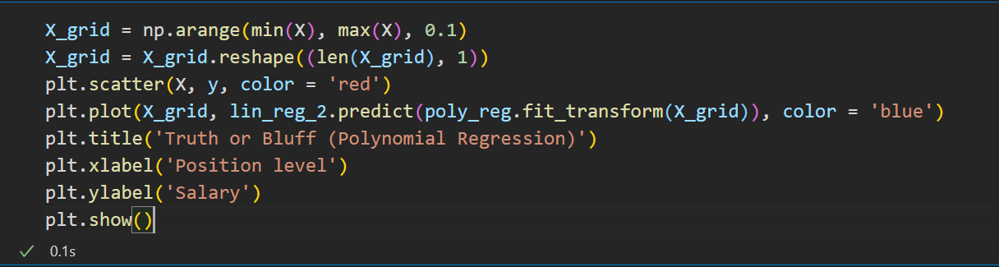 X_grid = np.arange(min(X), max(X), 0.1)
X_grid = X_grid.reshape((len(X_grid), 1))
plt.scatter(X, y, color = 'red')
plt.plot(X_grid, lin_reg_2.predict(poly_reg.fit_transform(X_grid)), color = 'blue')
plt.title('Truth or Bluff (Polynomial Regression)')
plt.xlabel('Position level')
plt.ylabel('Salary')
plt.show()
0.1s